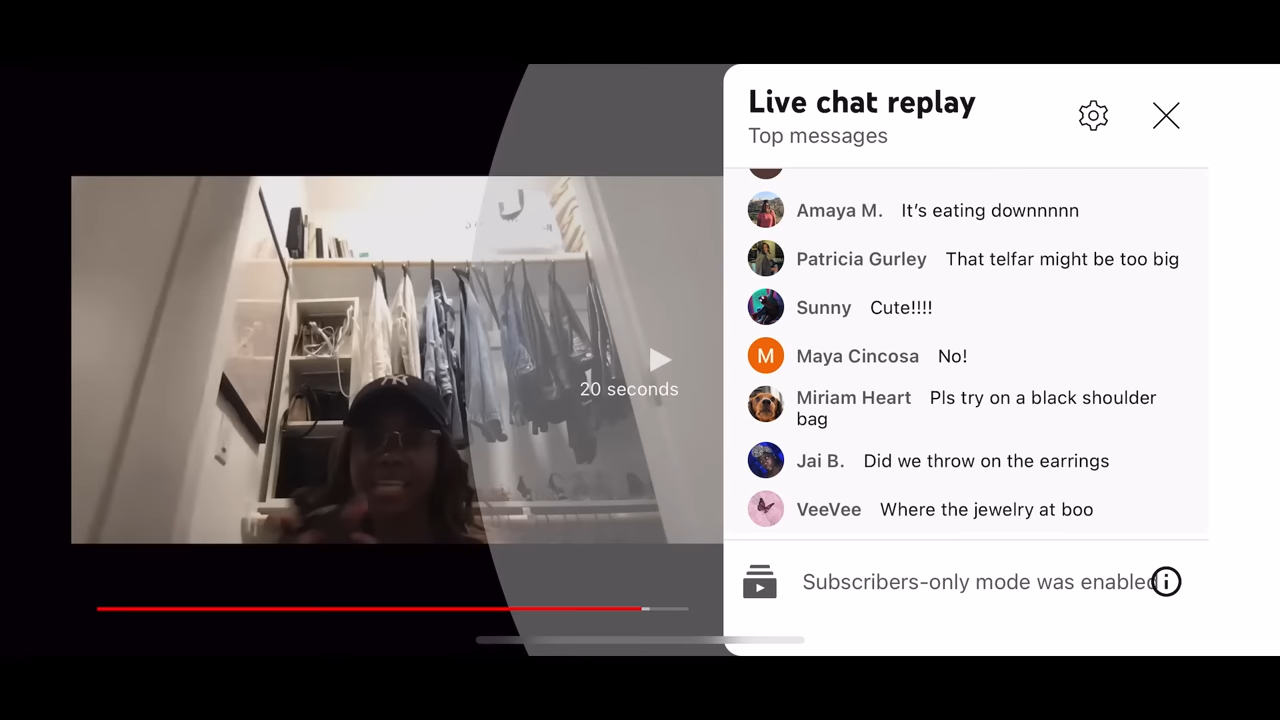 Live chat replay
Top messages
Amaya M. It’s eating downnnnn
Patricia Gurley That telfar might be too big
Sunny Cute!!!!
M Maya Cincosa No!
Miriam Heart Pls try on a black shoulder
bag
Jai B. Did we throw on the earrings
VeeVee Where the jewelry at boo
Subscribers-only mode was enabled
20 seconds